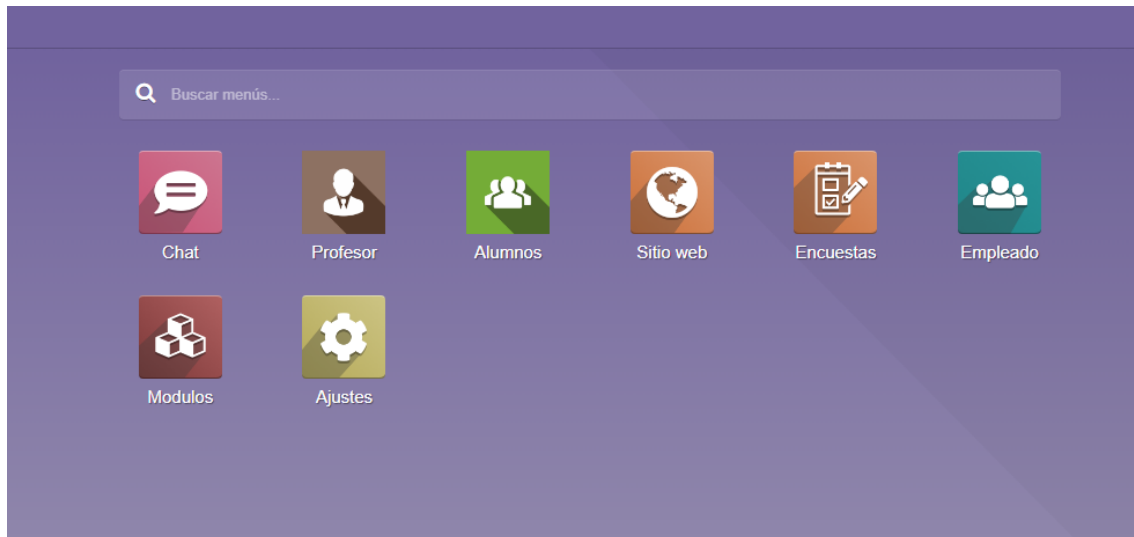 Buscar menús...
Chat Profesor Alumnos Sitio web Encuestas Empleado
Modulos Ajustes